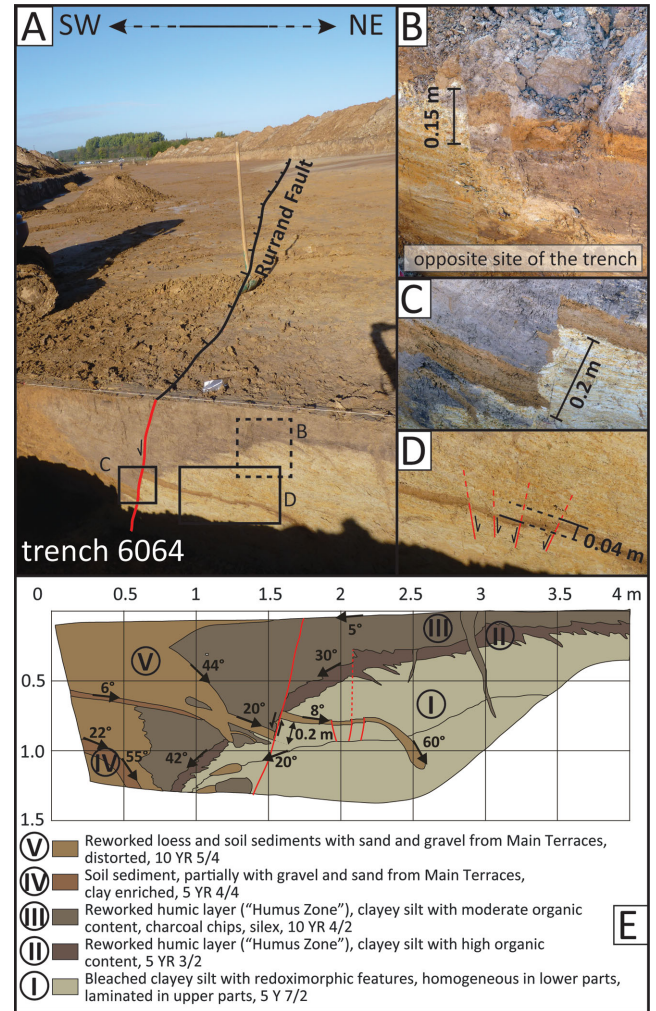 A
SW
NE
Rurrand Fault
B
C
D
trench 6064
B
0.15 m
opposite site of the trench
C
0.2 m
D
0.04 m
0 0.5 1 1.5 2 2.5 3 3.5 4 m
0.5
1.0
1.5
V
44°
6°
22°
IV
55°
42°
20°
0.2 m
20°
30°
5°
8°
60°
III
II
I
V Reworked loess and soil sediments with sand and gravel from Main Terraces,
distorted, 10 YR 5/4
IV Soil sediment, partially with gravel and sand from Main Terraces,
clay enriched, 5 YR 4/4
III Reworked humic layer (“Humus Zone”), clayey silt with moderate organic
content, charcoal chips, silex, 10 YR 4/2
II Reworked humic layer (“Humus Zone”), clayey silt with high organic
content, 5 YR 3/2
I Bleached clayey silt with redoximorphic features, homogeneous in lower parts,
laminated in upper parts, 5 Y 7/2
E